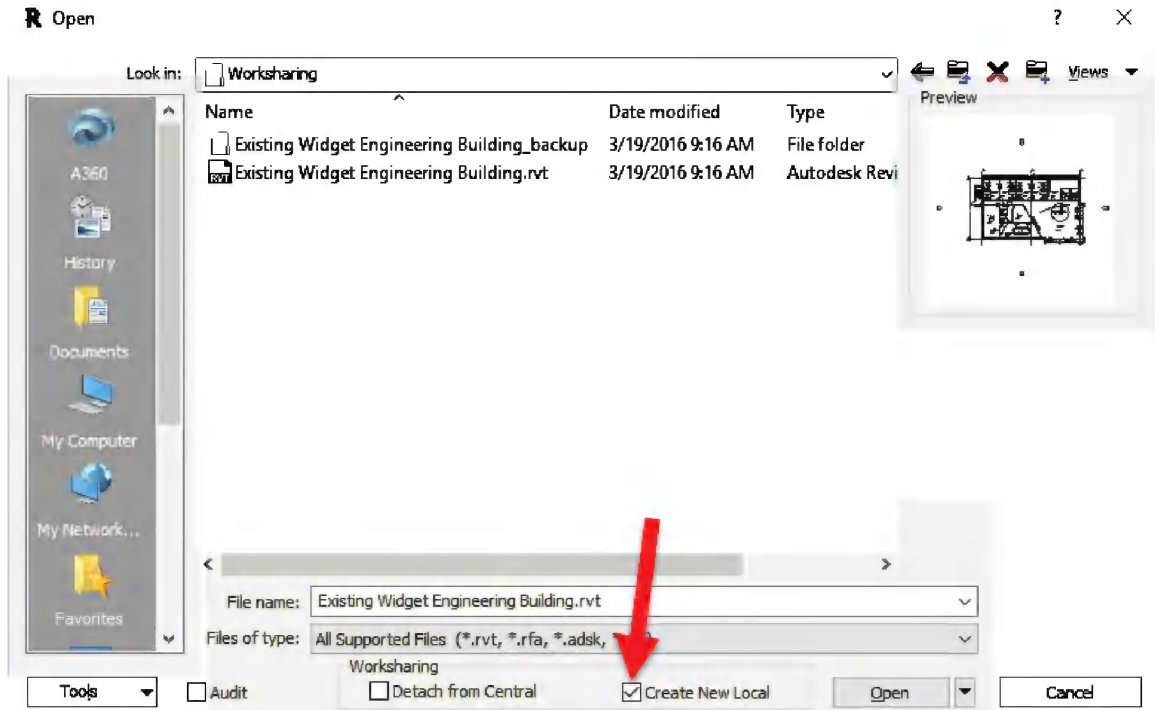 R Open ?
Look in: Worksharing Views
Name Date modified Type Preview
Existing Widget Engineering Building_backup 3/19/2016 9:16 AM File folder
RVT Existing Widget Engineering Building.rvt 3/19/2016 9:16 AM Autodesk Revi
A360
History
Documents
My Computer
My Network...
Favorites
File name: Existing Widget Engineering Building.rvt
Files of type: All Supported Files (*.rvt, *.rfa, *.adsk,
Worksharing
Tools Audit Detach from Central Create New Local Open Cancel